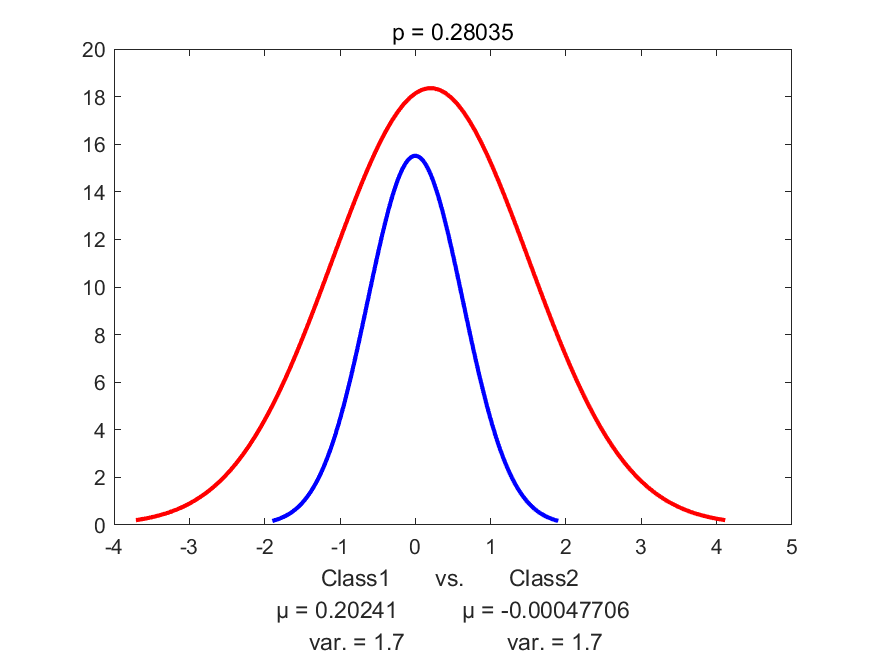 p = 0.28035
20
18
16
14
12
10
8
6
4
2
0
-4 -3 -2 -1 0 1 2 3 4 5
Class1 vs. Class2
μ = 0.20241 μ = -0.00047706
var. = 1.7 var. = 1.7